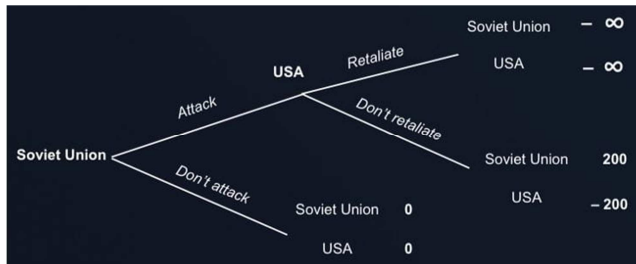 Soviet Union – ∞
Retaliate
USA – ∞
USA
Attack
Don't retaliate
Soviet Union
Soviet Union 200
Don't attack
USA – 200
Soviet Union 0
USA 0